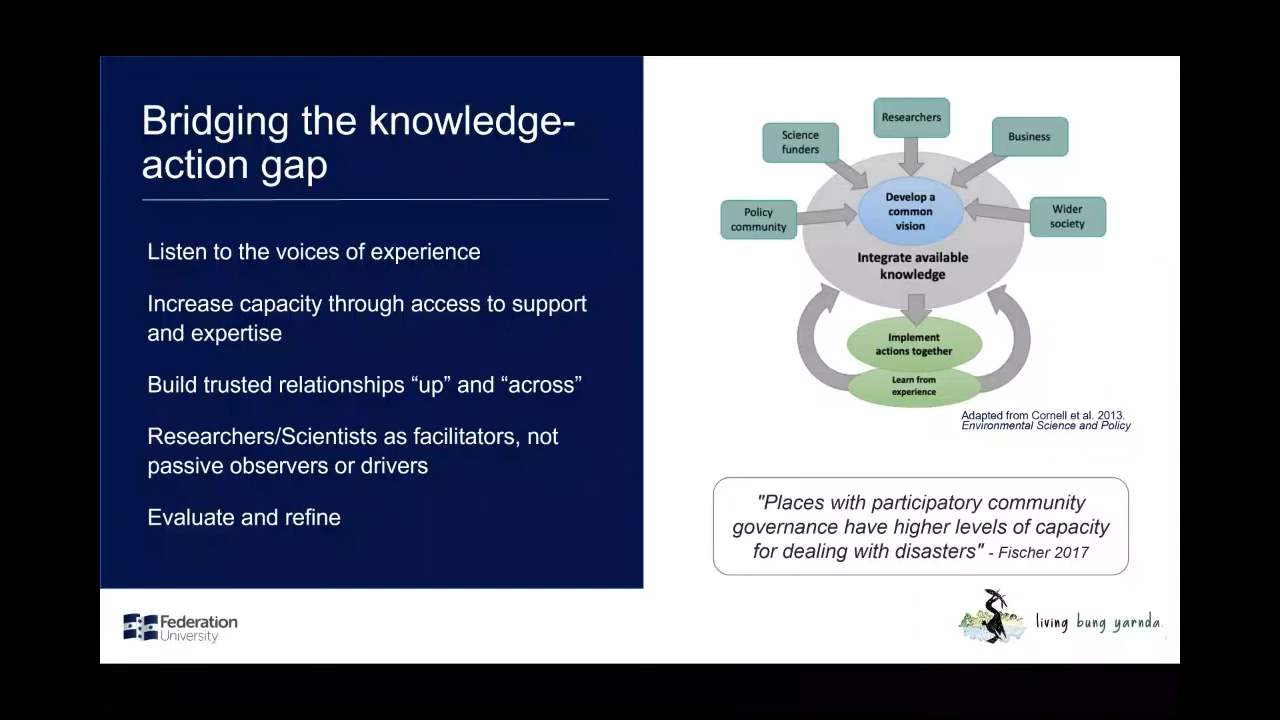 Bridging the knowledge-
action gap
Listen to the voices of experience
Increase capacity through access to support
and expertise
Build trusted relationships “up” and “across”
Researchers/Scientists as facilitators, not
passive observers or drivers
Evaluate and refine
Researchers
Science
funders
Business
Policy
community
Wider
society
Develop a
common
vision
Integrate available
knowledge
Implement
actions together
Learn from
experience
Adapted from Cornell et al. 2013.
Environmental Science and Policy
"Places with participatory community
governance have higher levels of capacity
for dealing with disasters" - Fischer 2017
Federation
University
living bung yarnda.